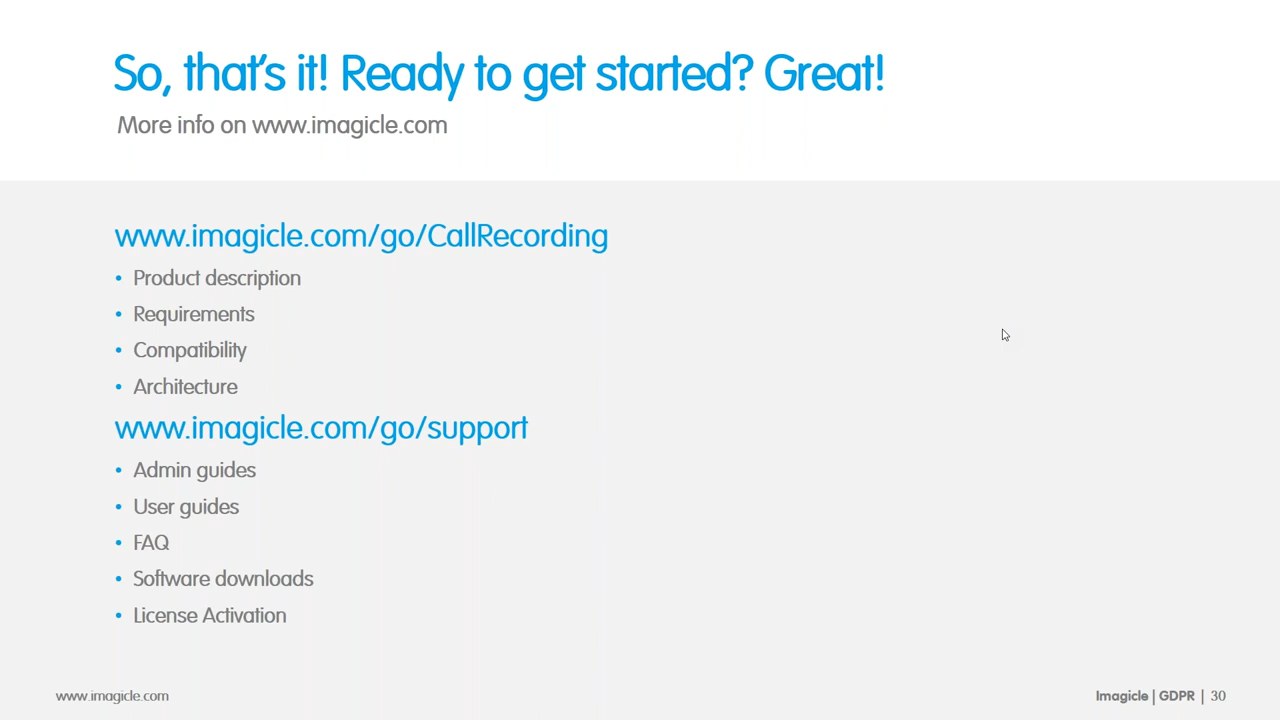 So, that's it! Ready to get started? Great!
More info on www.imagicle.com
www.imagicle.com/go/CallRecording
• Product description
• Requirements
• Compatibility
• Architecture
www.imagicle.com/go/support
• Admin guides
• User guides
• FAQ
• Software downloads
• License Activation
www.imagicle.com
Imagicle | GDPR | 30